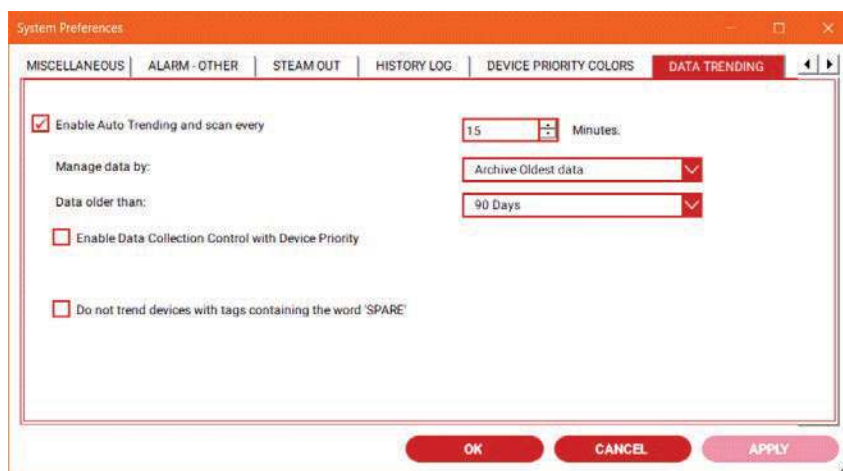 System Preferences
MISCELLANEOUS ALARM - OTHER STEAM OUT HISTORY LOG DEVICE PRIORITY COLORS DATA TRENDING
Enable Auto Trending and scan every 15 Minutes.
Manage data by: Archive Oldest data
Data older than: 90 Days
Enable Data Collection Control with Device Priority
Do not trend devices with tags containing the word 'SPARE'
OK CANCEL APPLY